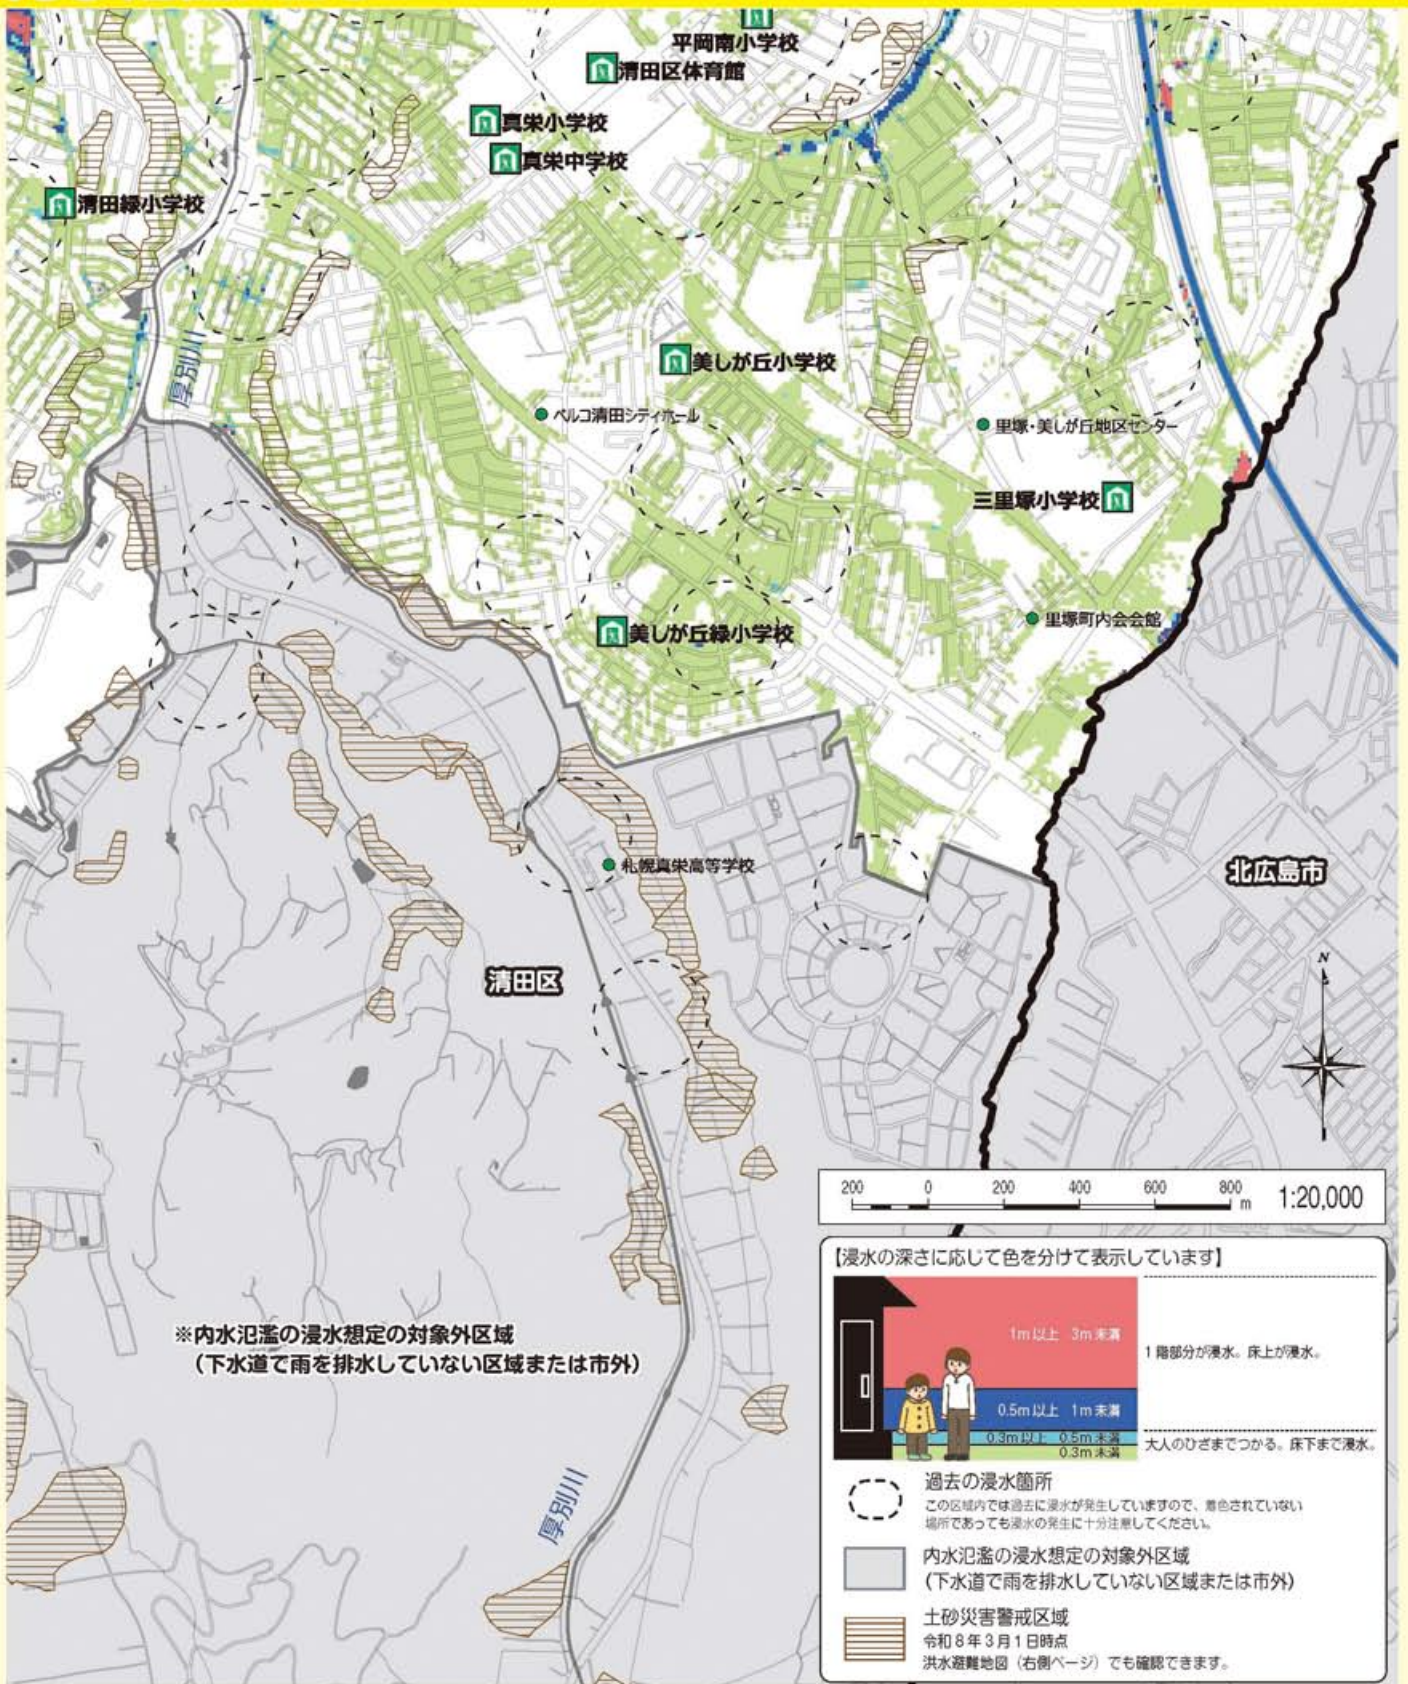 平岡南小学校
清田区体育館
真栄小学校
真栄中学校
清田緑小学校
厚別川
美しが丘小学校
ベルコ清田シティホール
里塚・美しが丘地区センター
三里塚小学校
里塚町内会会館
美しが丘緑小学校
札幌真栄高等学校
北広島市
清田区
N
200 0 200 400 600 800 m 1:20,000
【浸水の深さに応じて色を分けて表示しています】
1m以上 3m未満
1階部分が浸水。床上が浸水。
0.5m以上 1m未満
0.3m以上 0.5m未満
0.3m未満
大人のひざまでつかる。床下まで浸水。
過去の浸水箇所
この区域内では過去に浸水が発生していますので、着色されていない
場所であっても浸水の発生に十分注意してください。
内水氾濫の浸水想定の対象外区域
(下水道で雨を排水していない区域または市外)
土砂災害警戒区域
令和8年3月1日時点
洪水避難地図(右側ページ)でも確認できます。
※内水氾濫の浸水想定の対象外区域
(下水道で雨を排水していない区域または市外)
厚別川